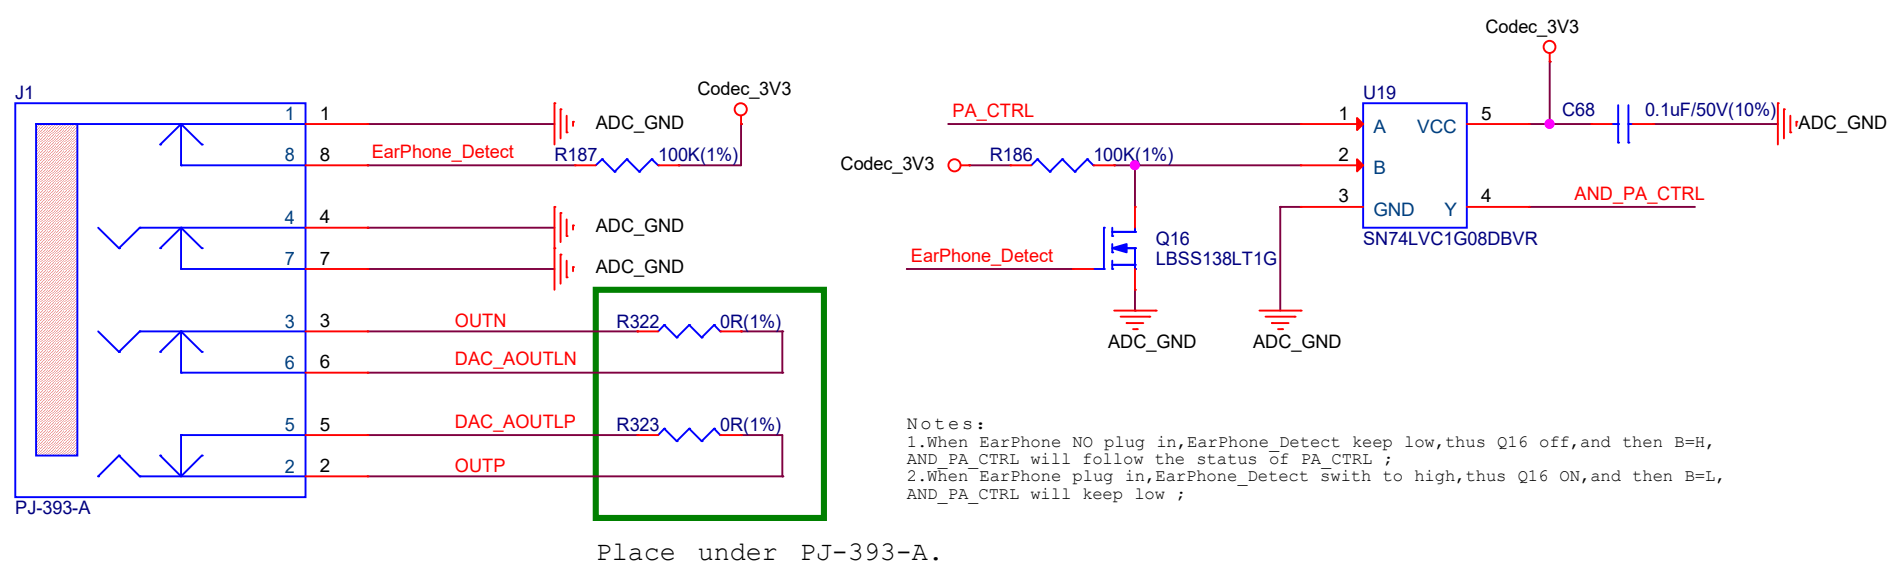 J1
1 1
ADC_GND
Codec_3V3
8 8 EarPhone_Detect R187 100K(1%)
4 4
ADC_GND
7 7
ADC_GND
3 3 OUTN R322 0R(1%)
6 6 DAC_AOUTLN
5 5 DAC_AOUTLP R323 0R(1%)
2 2 OUTP
PJ-393-A
Place under PJ-393-A.
Codec_3V3
U19
PA_CTRL 1 A VCC 5 C68 0.1uF/50V(10%) ADC_GND
Codec_3V3 R186 100K(1%) 2 B
3 GND Y 4 AND_PA_CTRL
SN74LVC1G08DBVR
Q16
LBSS138LT1G
EarPhone_Detect
ADC_GND ADC_GND
Notes:
1.When EarPhone NO plug in,EarPhone_Detect keep low,thus Q16 off,and then B=H,
AND_PA_CTRL will follow the status of PA_CTRL ;
2.When EarPhone plug in,EarPhone_Detect swith to high,thus Q16 ON,and then B=L,
AND_PA_CTRL will keep low ;